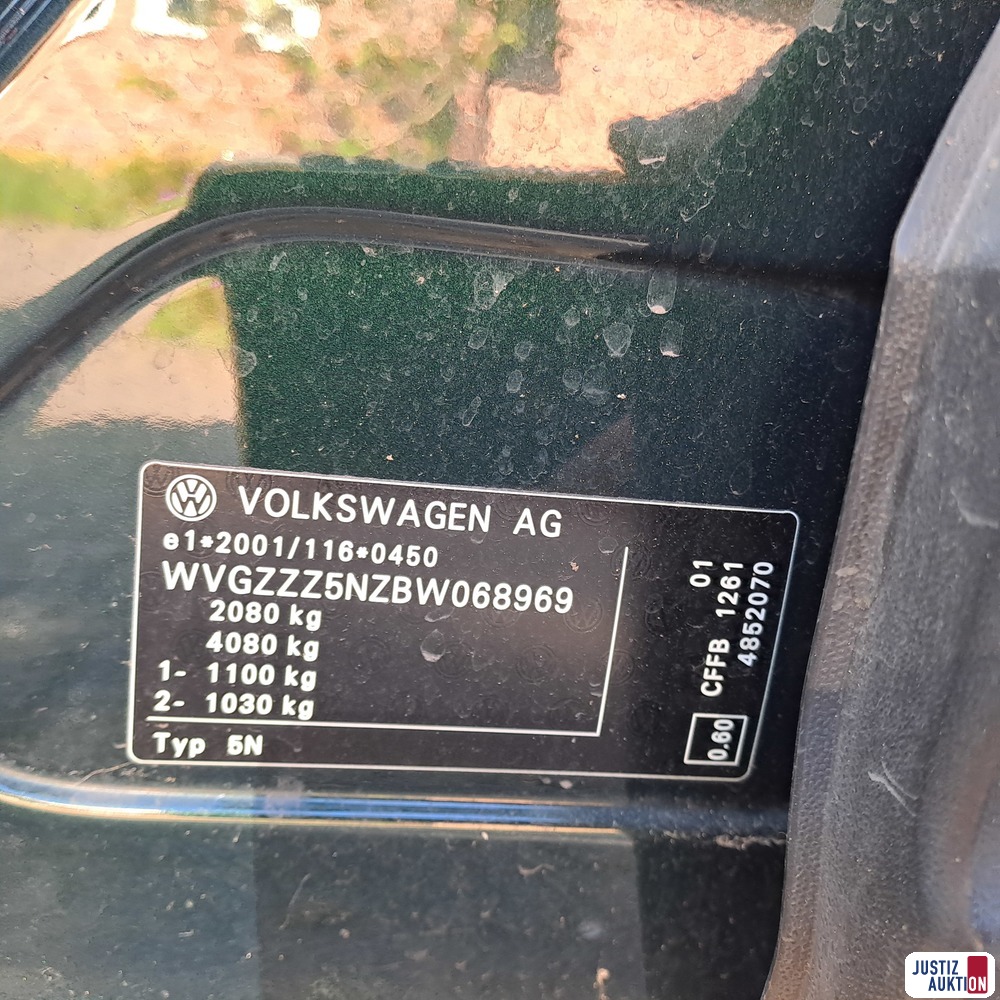 VOLKSWAGEN AG
e1*2001/116*0450
WVGZZZ5NZBW068969
2080 kg
4080 kg
1- 1100 kg
2- 1030 kg
Typ 5N
01
CFFB 1261
4852070
0.60
JUSTIZ
AUKTION